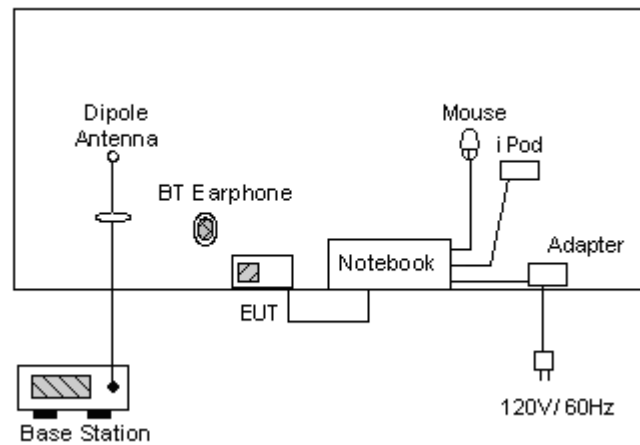 Dipole
Antenna
Mouse
i Pod
BT Earphone
Notebook
Adapter
EUT
120V/60Hz
Base Station